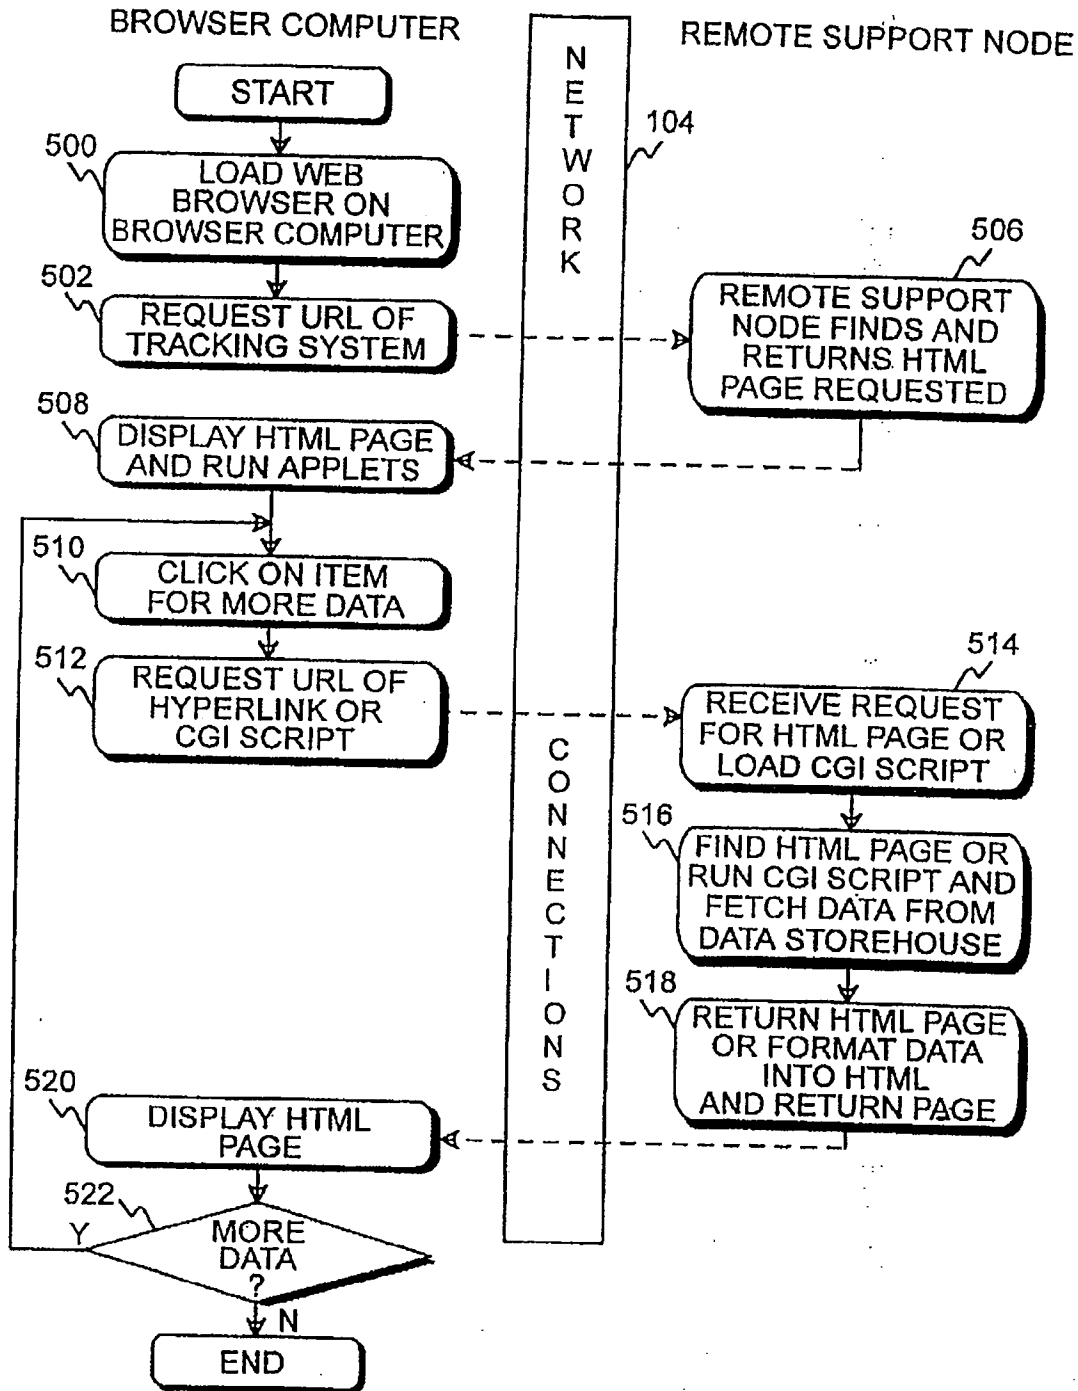 BROWSER COMPUTER
REMOTE SUPPORT NODE
NETWORK
CONNECTIONS
104
START
500
LOAD WEB
BROWSER ON
BROWSER COMPUTER
502
REQUEST URL OF
TRACKING SYSTEM
506
REMOTE SUPPORT
NODE FINDS AND
RETURNS HTML
PAGE REQUESTED
508
DISPLAY HTML PAGE
AND RUN APPLETS
510
CLICK ON ITEM
FOR MORE DATA
512
REQUEST URL OF
HYPERLINK OR
CGI SCRIPT
514
RECEIVE REQUEST
FOR HTML PAGE OR
LOAD CGI SCRIPT
516
FIND HTML PAGE OR
RUN CGI SCRIPT AND
FETCH DATA FROM
DATA STOREHOUSE
518
RETURN HTML PAGE
OR FORMAT DATA
INTO HTML
AND RETURN PAGE
520
DISPLAY HTML
PAGE
522
Y
MORE
DATA
?
N
END